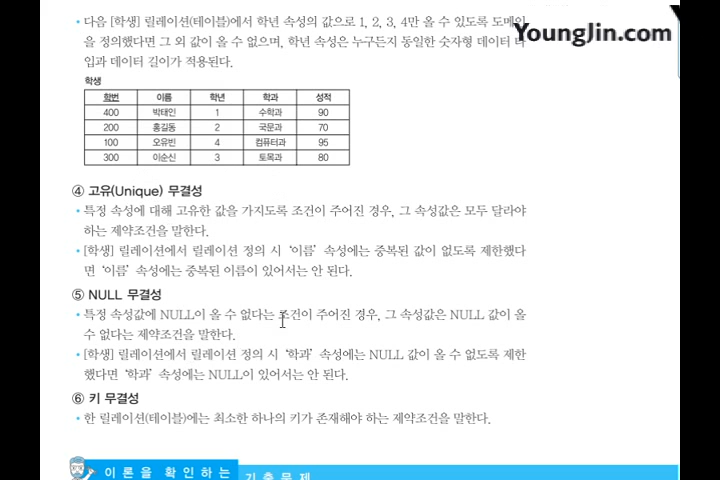 • 다음 [학생] 릴레이션(테이블)에서 학년 속성의 값으로 1, 2, 3, 4만 올 수 있도록 도메인
을 정의했다면 그 외 값이 올 수 없으며, 학년 속성은 누구든지 동일한 숫자형 데이터 타
입과 데이터 길이가 적용된다.
YoungJin.com
학생
학번 이름 학년 학과 성적
400 박태인 1 수학과 90
200 홍길동 2 국문과 70
100 오유빈 4 컴퓨터과 95
300 이순신 3 토목과 80
④ 고유(Unique) 무결성
• 특정 속성에 대해 고유한 값을 가지도록 조건이 주어진 경우, 그 속성값은 모두 달라야
하는 제약조건을 말한다.
• [학생] 릴레이션에서 릴레이션 정의 시 ‘이름’ 속성에는 중복된 값이 없도록 제한했다
면 ‘이름’ 속성에는 중복된 이름이 있어서는 안 된다.
⑤ NULL 무결성
• 특정 속성값에 NULL이 올 수 없다는 조건이 주어진 경우, 그 속성값은 NULL 값이 올
수 없다는 제약조건을 말한다.
• [학생] 릴레이션에서 릴레이션 정의 시 ‘학과’ 속성에는 NULL 값이 올 수 없도록 제한
했다면 ‘학과’ 속성에는 NULL이 있어서는 안 된다.
⑥ 키 무결성
• 한 릴레이션(테이블)에는 최소한 하나의 키가 존재해야 하는 제약조건을 말한다.
이론을 확인하는 기출문제